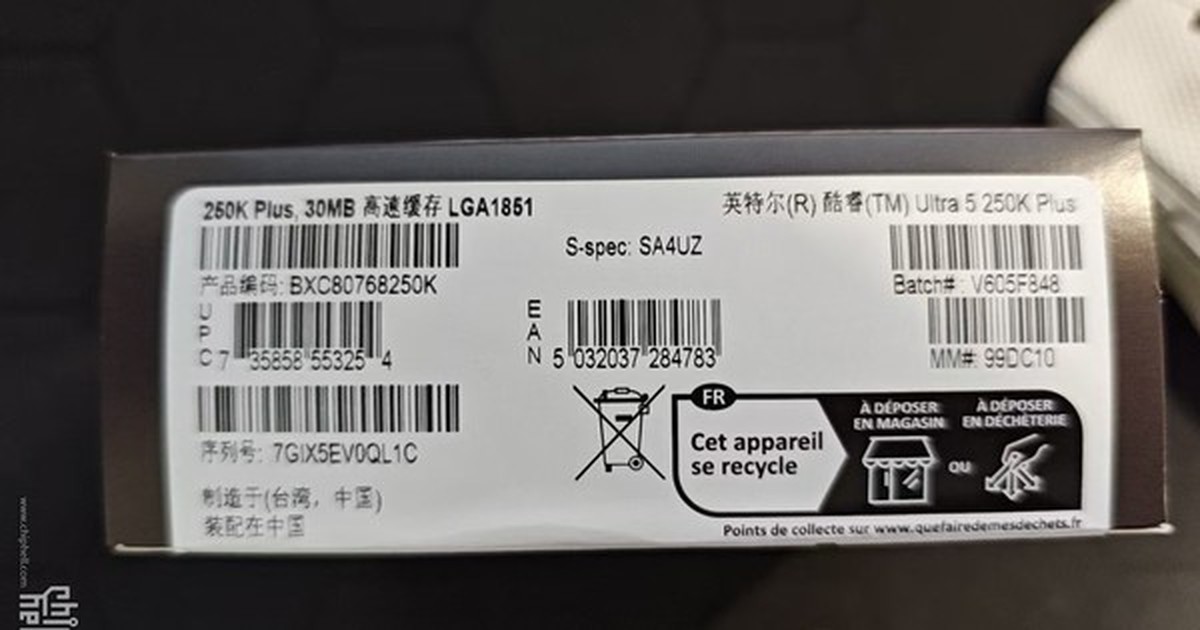 250K Plus, 30MB 高速缓存 LGA1851
英特尔(R) 酷睿(TM) Ultra 5 250K Plus
S-spec: SA4UZ
产品编码: BXC80768250K
Batch#: V605F848
UPC 7 35858 55325 4
EAN 5 032037 284783
MM#: 99DC10
序列号: 7GIX5EV0QL1C
制造于(台湾，中国)
装配在中国
FR
Cet appareil
se recycle
À DÉPOSER
EN MAGASIN
OU
À DÉPOSER
EN DÉCHÈTERIE
Points de collecte sur www.quefairedemesdechets.fr
www.chiphell.com